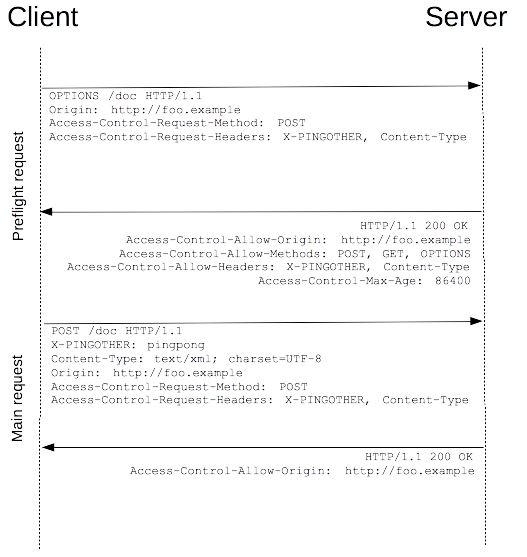 Client
Server
OPTIONS /doc HTTP/1.1
Origin: http://foo.example
Access-Control-Request-Method: POST
Access-Control-Request-Headers: X-PINGOTHER, Content-Type
Preflight request
HTTP/1.1 200 OK
Access-Control-Allow-Origin: http://foo.example
Access-Control-Allow-Methods: POST, GET, OPTIONS
Access-Control-Allow-Headers: X-PINGOTHER, Content-Type
Access-Control-Max-Age: 86400
POST /doc HTTP/1.1
X-PINGOTHER: pingpong
Content-Type: text/xml; charset=UTF-8
Origin: http://foo.example
Access-Control-Request-Method: POST
Access-Control-Request-Headers: X-PINGOTHER, Content-Type
Main request
HTTP/1.1 200 OK
Access-Control-Allow-Origin: http://foo.example